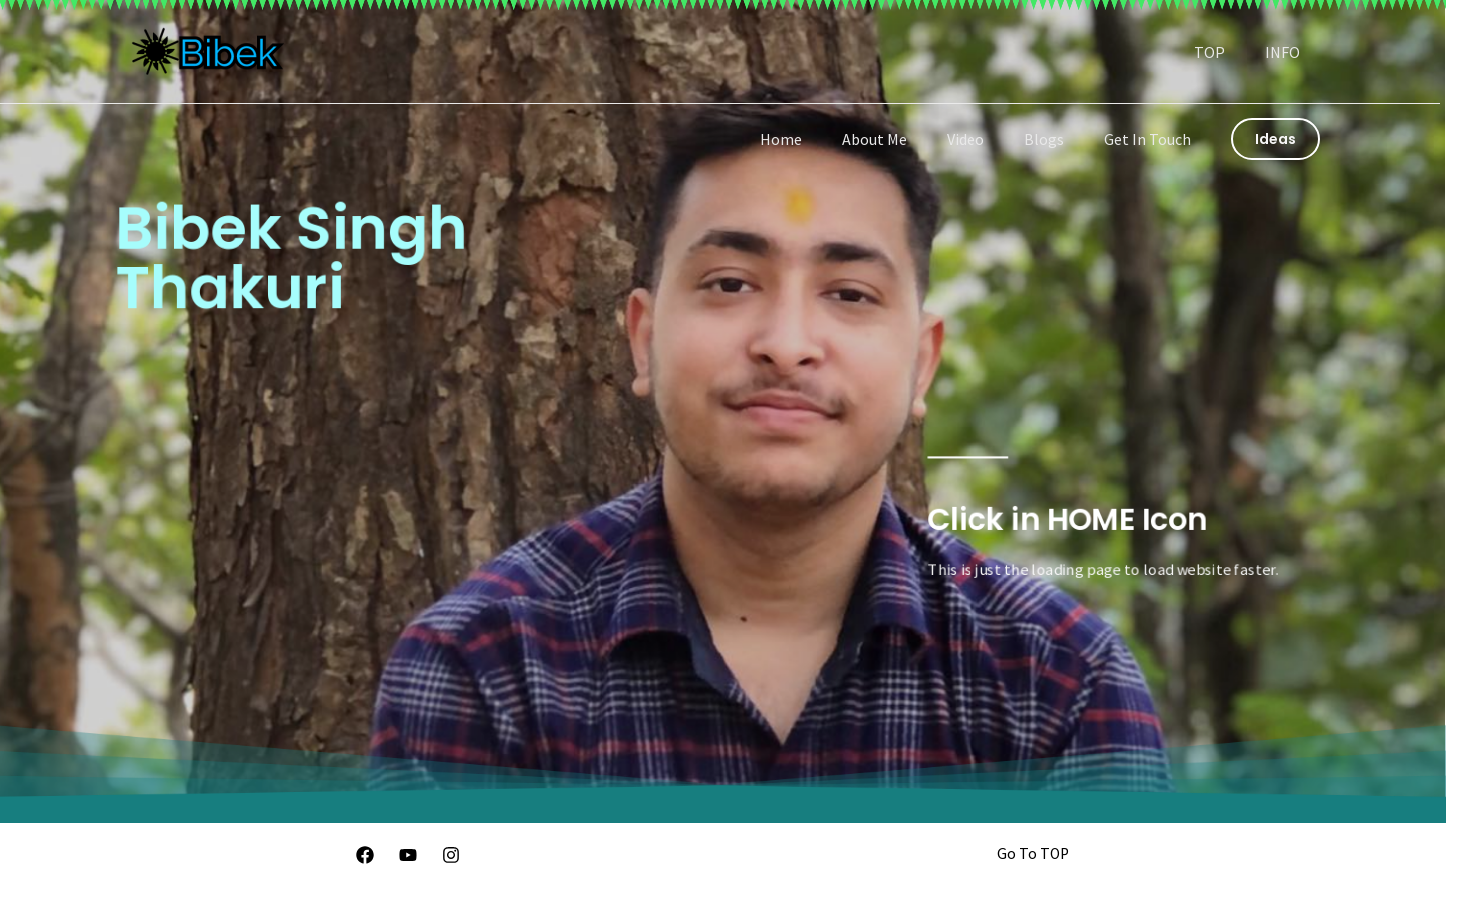 Bibek
TOP
INFO
Home
About Me
Video
Blogs
Get In Touch
Ideas
Bibek Singh
Thakuri
Click in HOME Icon
This is just the loading page to load website faster.
Go To TOP